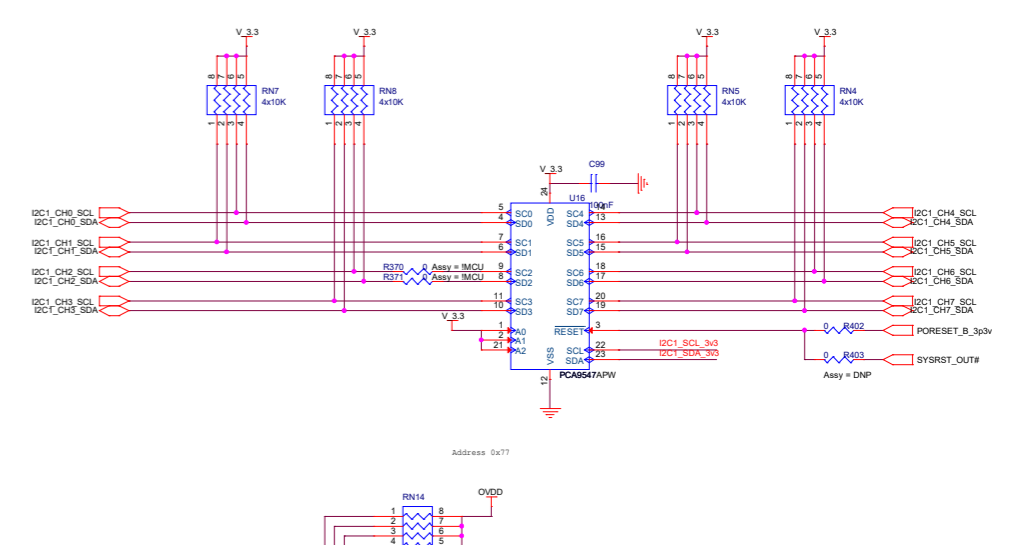 V_3.3 V_3.3 V_3.3 V_3.3
8 7 6 5 8 7 6 5 8 7 6 5 8 7 6 5
RN7 RN8 RN5 RN4
4x10K 4x10K 4x10K 4x10K
1 2 3 4 1 2 3 4 1 2 3 4 1 2 3 4
C99
V_3.3
24
U16
100nF
I2C1_CH0_SCL 5 SC0 VDD SC4 14 I2C1_CH4_SCL
I2C1_CH0_SDA 4 SD0 SD4 13 I2C1_CH4_SDA
I2C1_CH1_SCL 7 SC1 SC5 16 I2C1_CH5_SCL
I2C1_CH1_SDA 6 SD1 SD5 15 I2C1_CH5_SDA
I2C1_CH2_SCL R370 0 Assy = !MCU 9 SC2 SC6 18 I2C1_CH6_SCL
I2C1_CH2_SDA R371 0 Assy = !MCU 8 SD2 SD6 17 I2C1_CH6_SDA
I2C1_CH3_SCL 11 SC3 SC7 20 I2C1_CH7_SCL
I2C1_CH3_SDA 10 SD3 SD7 19 I2C1_CH7_SDA
V_3.3
1 A0 RESET 3 0 R402 PORESET_B_3p3v
2 A1
21 A2 SCL 22 I2C1_SCL_3v3
VSS SDA 23 I2C1_SDA_3v3
0 R403 SYSRST_OUT#
Assy = DNP
12
PCA9547APW
Address 0x77
RN14 OVDD
1 8
2 7
3 6
4 5